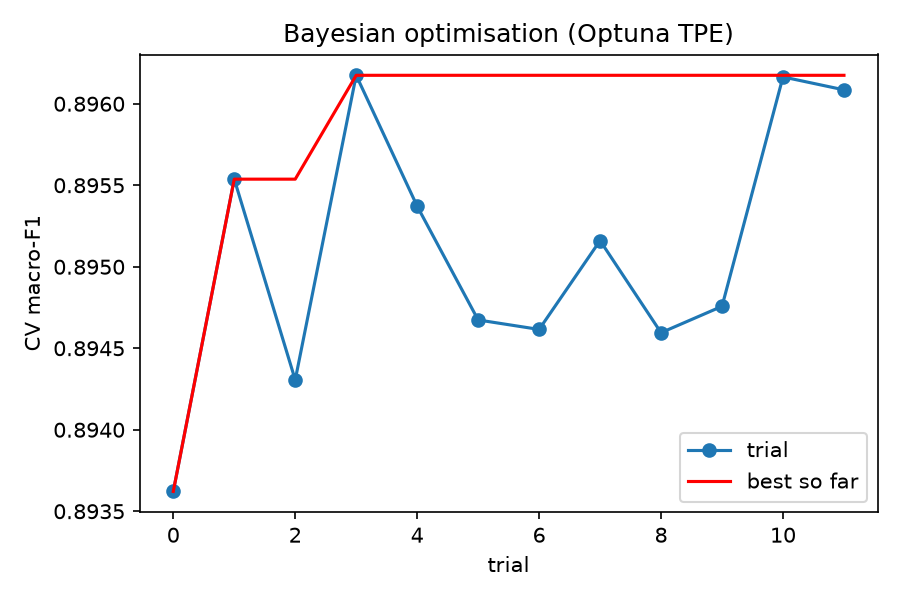 Bayesian optimisation (Optuna TPE)
CV macro-F1
0.8960
0.8955
0.8950
0.8945
0.8940
0.8935
trial
best so far
0 2 4 6 8 10
trial